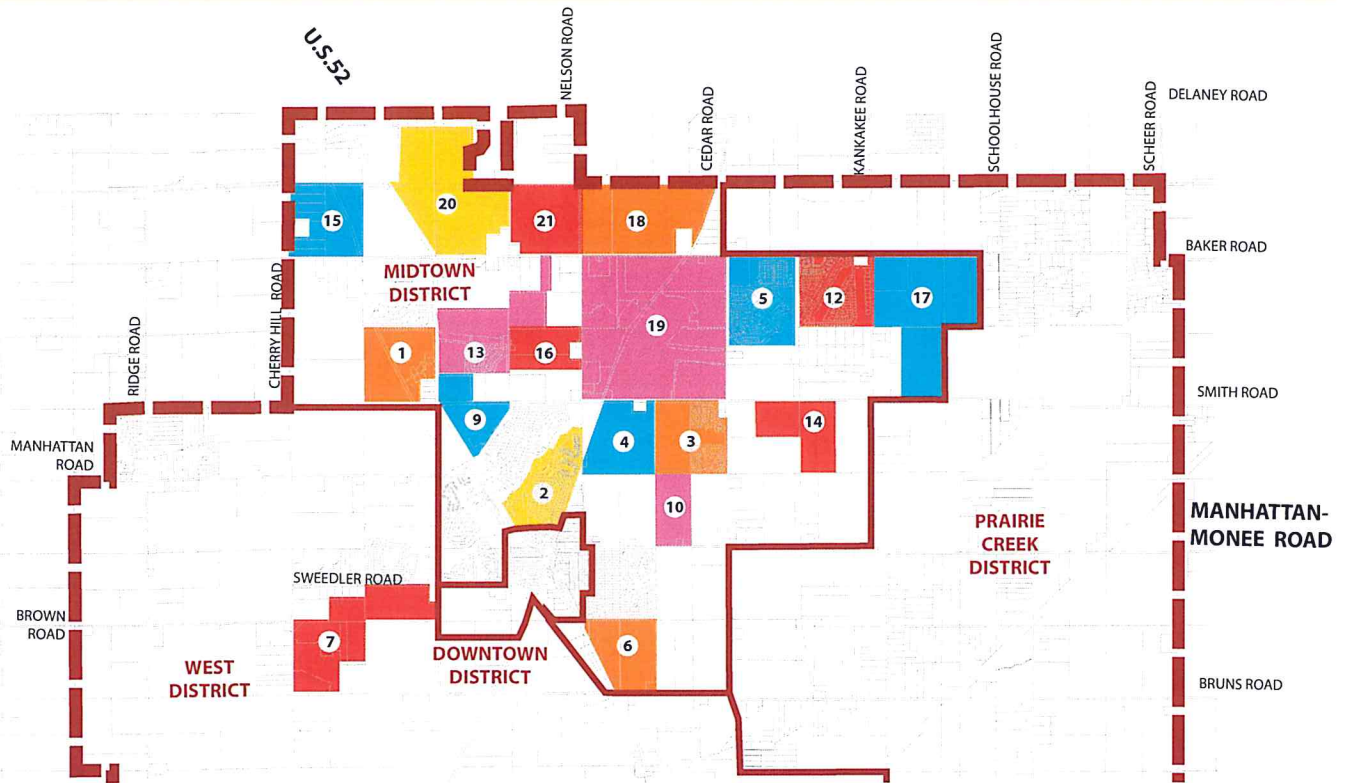 U.S.52
NELSON ROAD
CEDAR ROAD
KANKAKEE ROAD
SCHOOLHOUSE ROAD
SCHEER ROAD
DELANEY ROAD
15
20
21
18
BAKER ROAD
MIDTOWN
DISTRICT
CHERRY HILL ROAD
RIDGE ROAD
5
12
17
19
1
13
16
SMITH ROAD
MANHATTAN
ROAD
9
4
3
14
2
10
MANHATTAN-
MONEE ROAD
PRAIRIE
CREEK
DISTRICT
SWEEDLER ROAD
BROWN
ROAD
7
6
WEST
DISTRICT
DOWNTOWN
DISTRICT
BRUNS ROAD